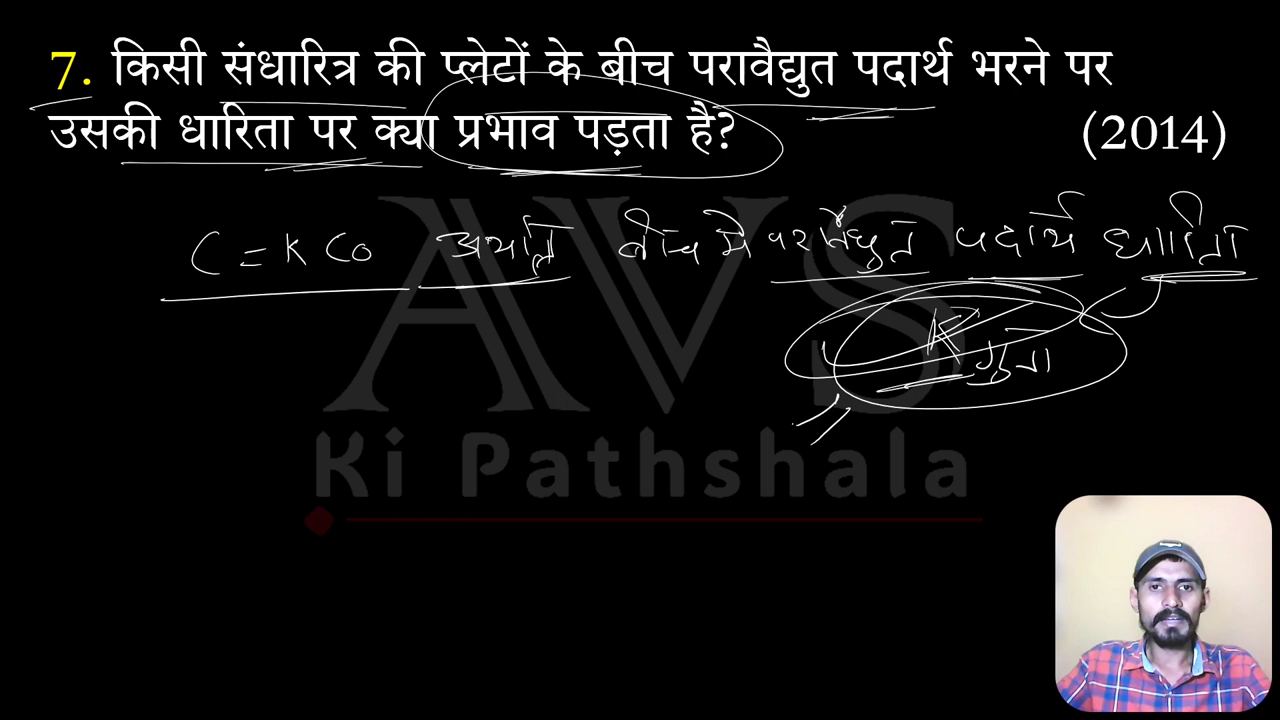 7. किसी संधारित्र की प्लेटों के बीच परावैद्युत पदार्थ भरने पर
उसकी धारिता पर क्या प्रभाव पड़ता है? (2014)
C = K C0 अर्थात बीच में परावैद्युत पदार्थ धारिता
K गुना
AVS
Ki Pathshala